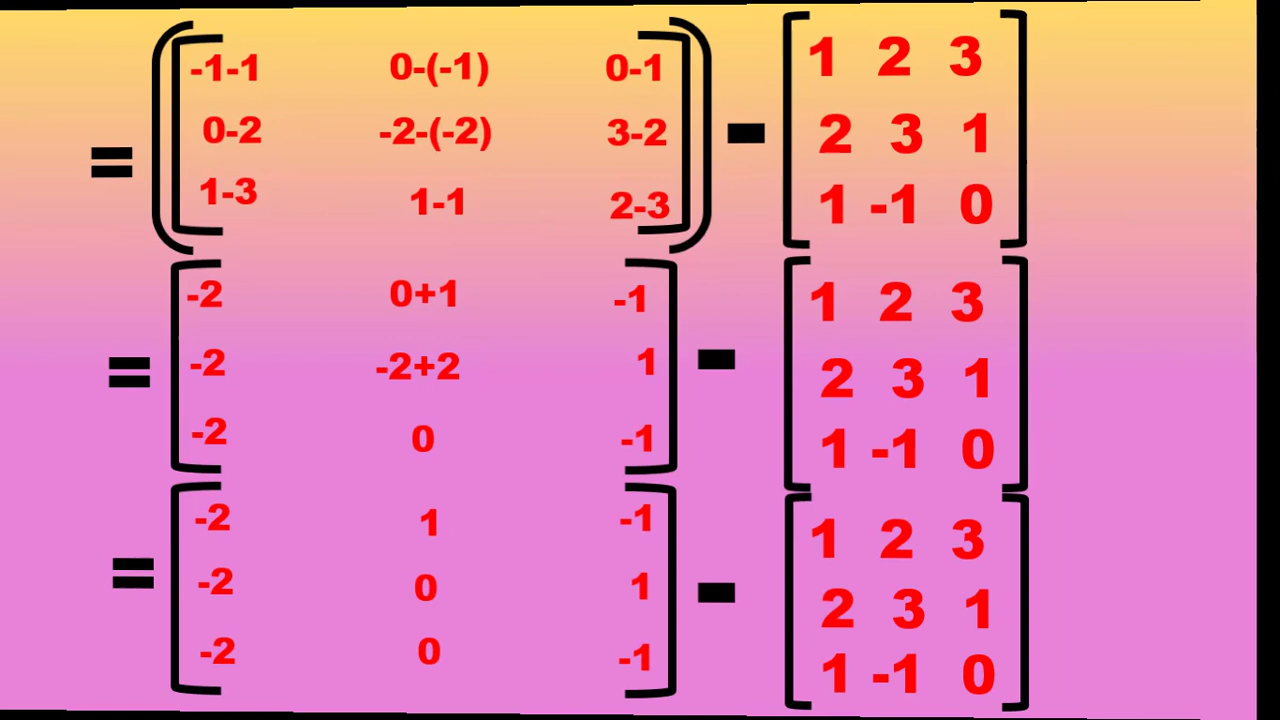 -1-1 0-(-1) 0-1 1 2 3
= 0-2 -2-(-2) 3-2 - 2 3 1
1-3 1-1 2-3 1 -1 0
-2 0+1 -1 1 2 3
= -2 -2+2 1 - 2 3 1
-2 0 -1 1 -1 0
-2 1 -1 1 2 3
= -2 0 1 - 2 3 1
-2 0 -1 1 -1 0